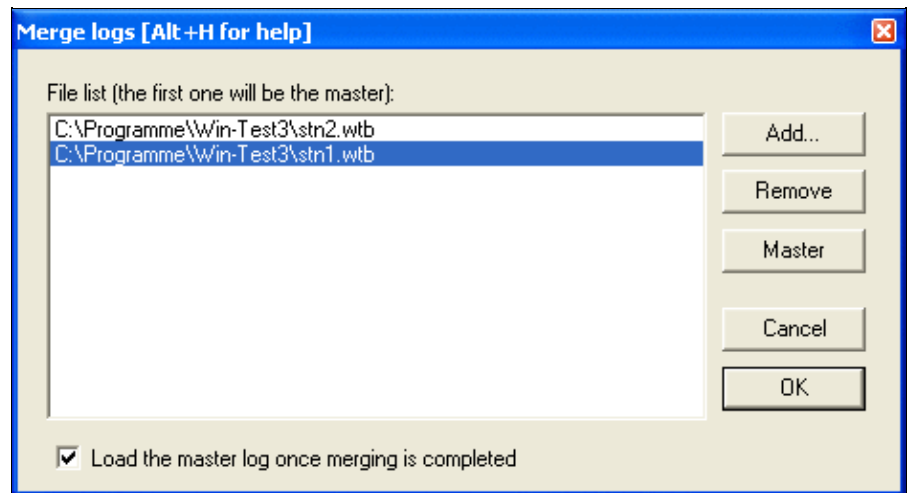 Merge logs [Alt+H for help]
File list (the first one will be the master):
C:\Programme\Win-Test3\stn2.wtb
C:\Programme\Win-Test3\stn1.wtb
Add...
Remove
Master
Cancel
OK
Load the master log once merging is completed